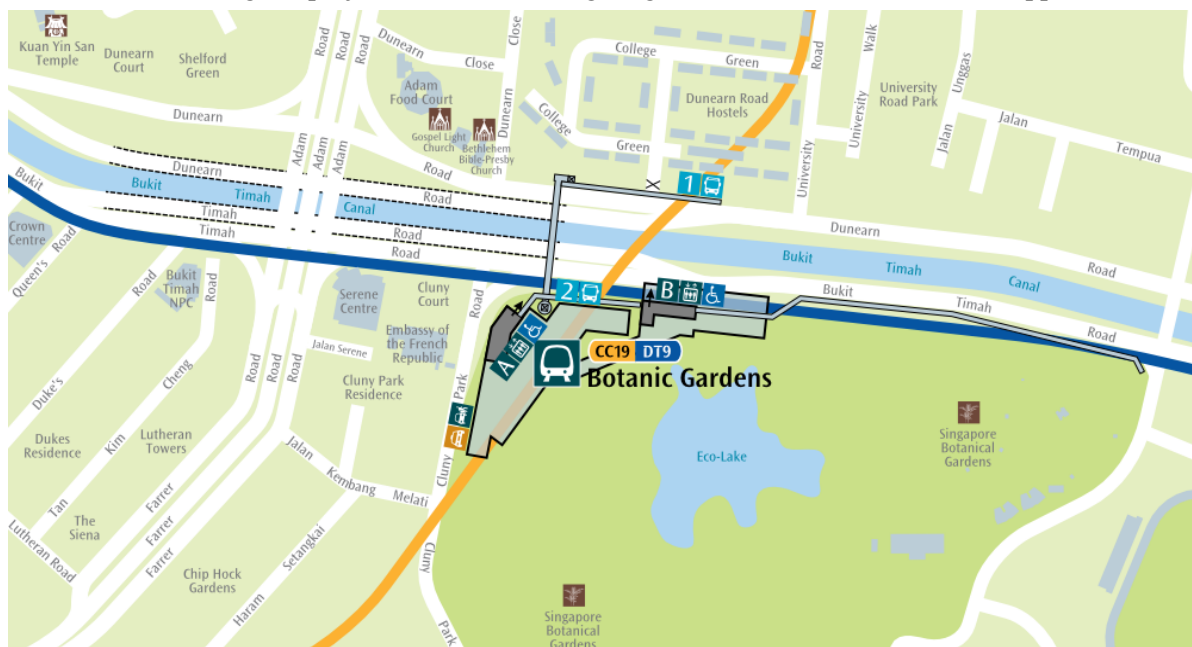 Kuan Yin San
Temple
Dunearn
Court
Shelford
Green
Road
Road
Road
Adam
Adam
Adam
Dunearn
Close
Dunearn
Close
Adam
Food Court
Gospel Light
Church
Bethlehem
Bible-Presby
Church
College
Green
College
Green
Dunearn Road
Hostels
Road
University
Walk
University
University
Road Park
Unggas
Jalan
Jalan
Tempua
Dunearn
Road
Dunearn
Road
Bukit
Timah
Canal
Timah
Road
Bukit
Timah
Road
1
2
Dunearn
Road
Bukit
Timah
Canal
Bukit
Timah
Road
Crown
Centre
Queen's
Road
Bukit
Timah
NPC
Road
Road
Serene
Centre
Cluny
Court
Road
Embassy of
the French
Republic
Jalan Serene
Cluny Park
Residence
Park
Cluny
A
B
CC19
DT9
Botanic Gardens
Eco-Lake
Singapore
Botanical
Gardens
Duke's
Cheng
Kim
Tan
Road
Road
Road
Farrer
Farrer
Farrer
Dukes
Residence
Lutheran
Towers
The
Siena
Lutheran Road
Jalan
Kembang
Melati
Setangkai
Haram
Chip Hock
Gardens
Cluny
Park
Singapore
Botanical
Gardens